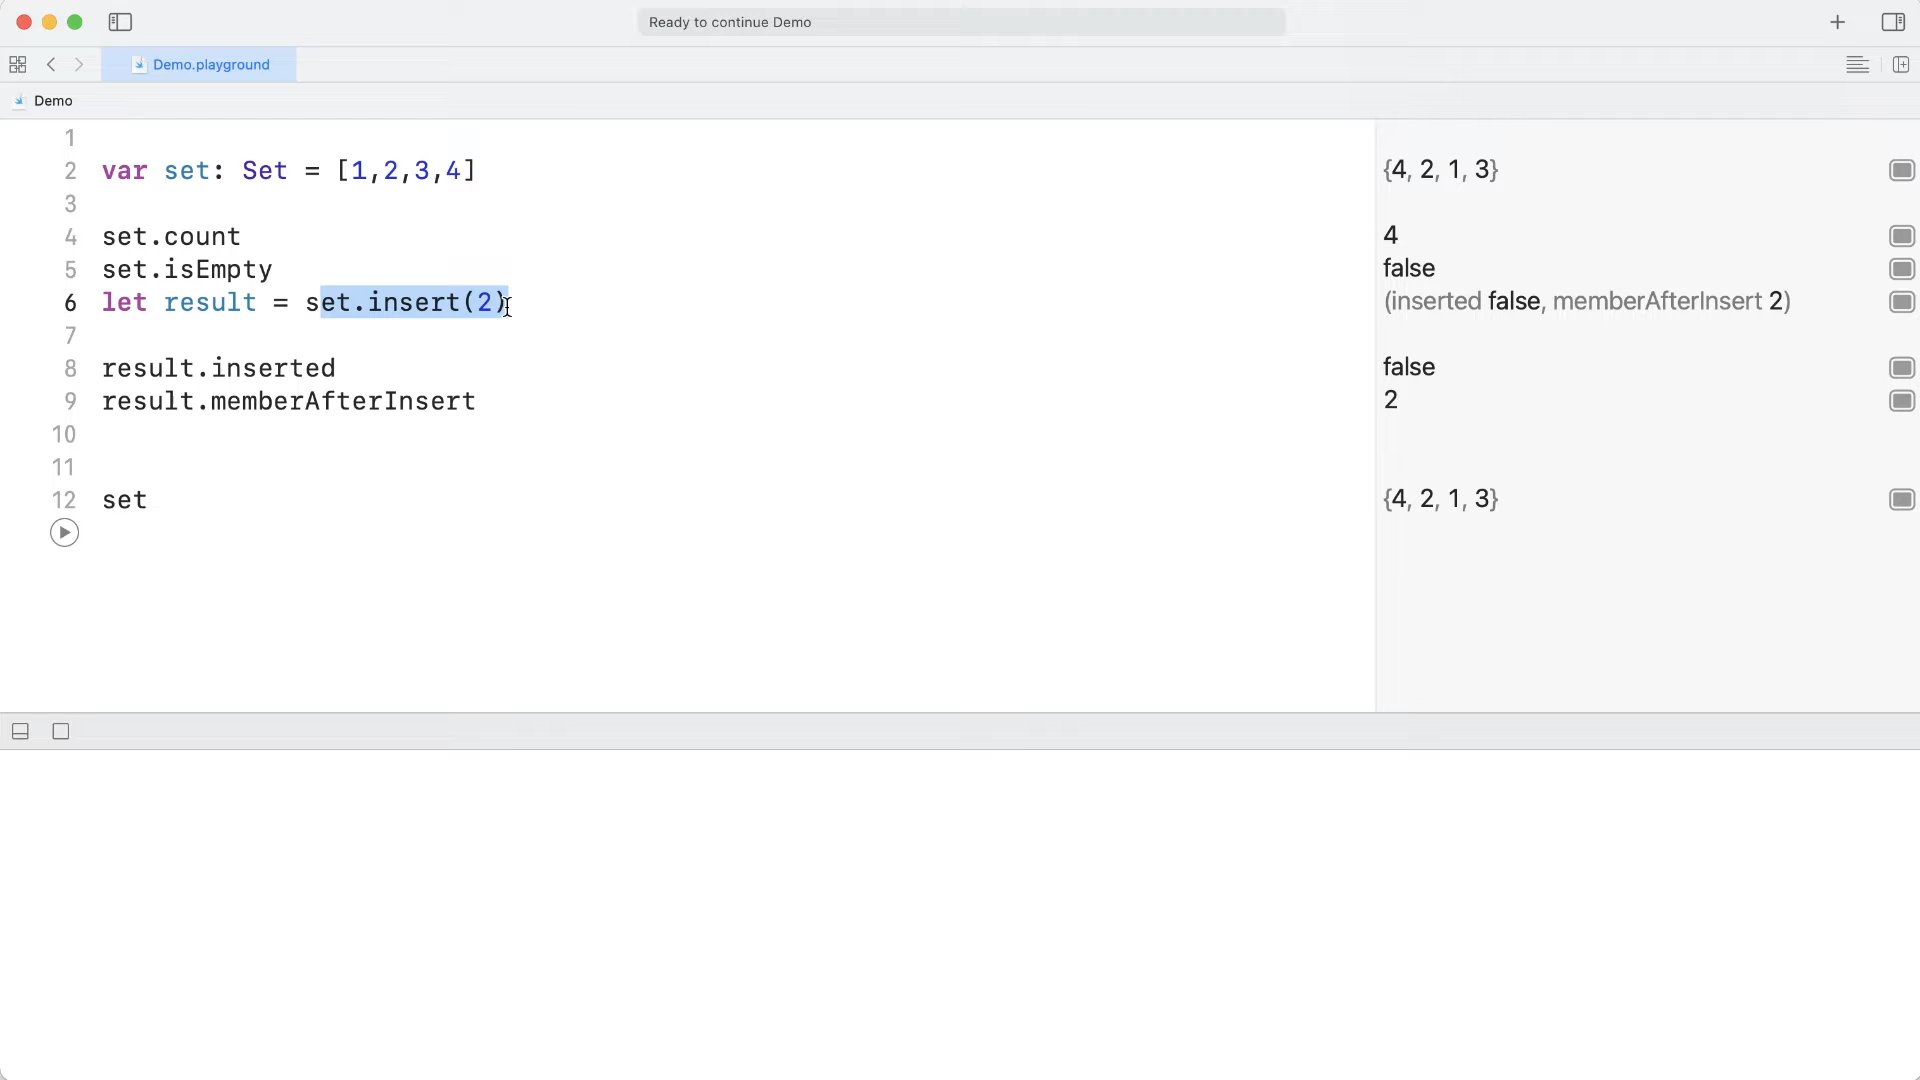 Ready to continue Demo
Demo.playground
Demo
1
2 var set: Set = [1,2,3,4] {4, 2, 1, 3}
3
4 set.count 4
5 set.isEmpty false
6 let result = set.insert(2) (inserted false, memberAfterInsert 2)
7
8 result.inserted false
9 result.memberAfterInsert 2
10
11
12 set {4, 2, 1, 3}